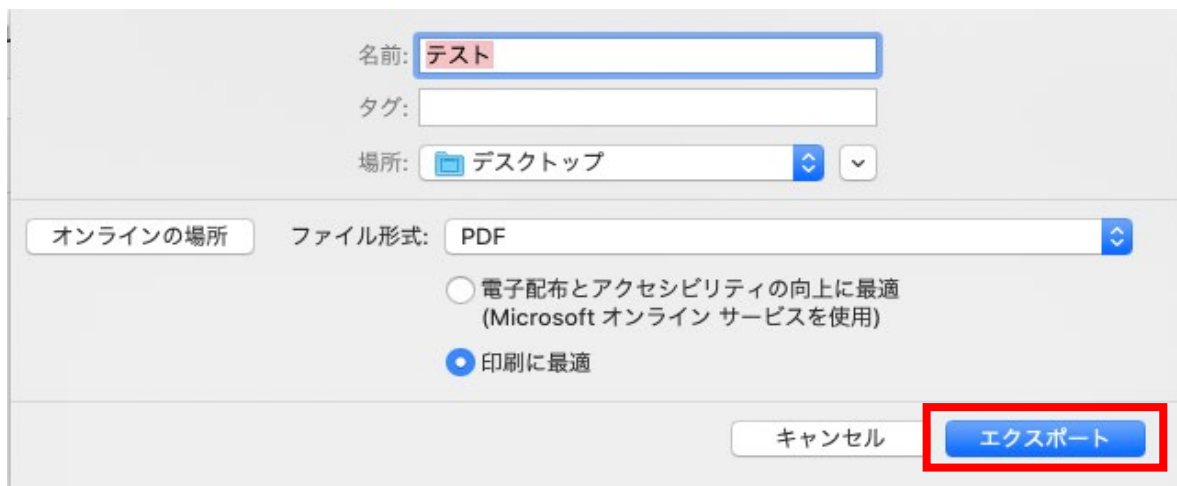 名前: テスト
タグ:
場所: デスクトップ
オンラインの場所 ファイル形式: PDF
電子配布とアクセシビリティの向上に最適
(Microsoft オンライン サービスを使用)
印刷に最適
キャンセル エクスポート